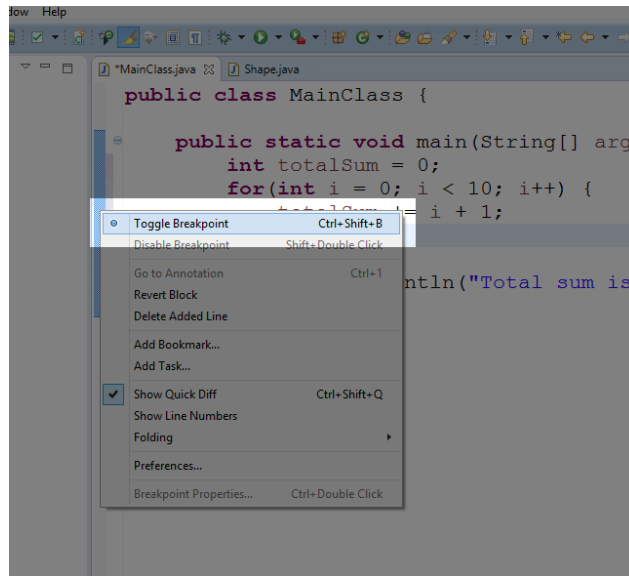 dow Help
*MainClass.java Shape.java
public class MainClass {
public static void main(String[] arg
int totalSum = 0;
for(int i = 0; i < 10; i++) {
totalSum += i + 1;
Toggle Breakpoint Ctrl+Shift+B
Disable Breakpoint Shift+Double Click
Go to Annotation Ctrl+1
ntln("Total sum is
Revert Block
Delete Added Line
Add Bookmark...
Add Task...
Show Quick Diff Ctrl+Shift+Q
Show Line Numbers
Folding
Preferences...
Breakpoint Properties... Ctrl+Double Click